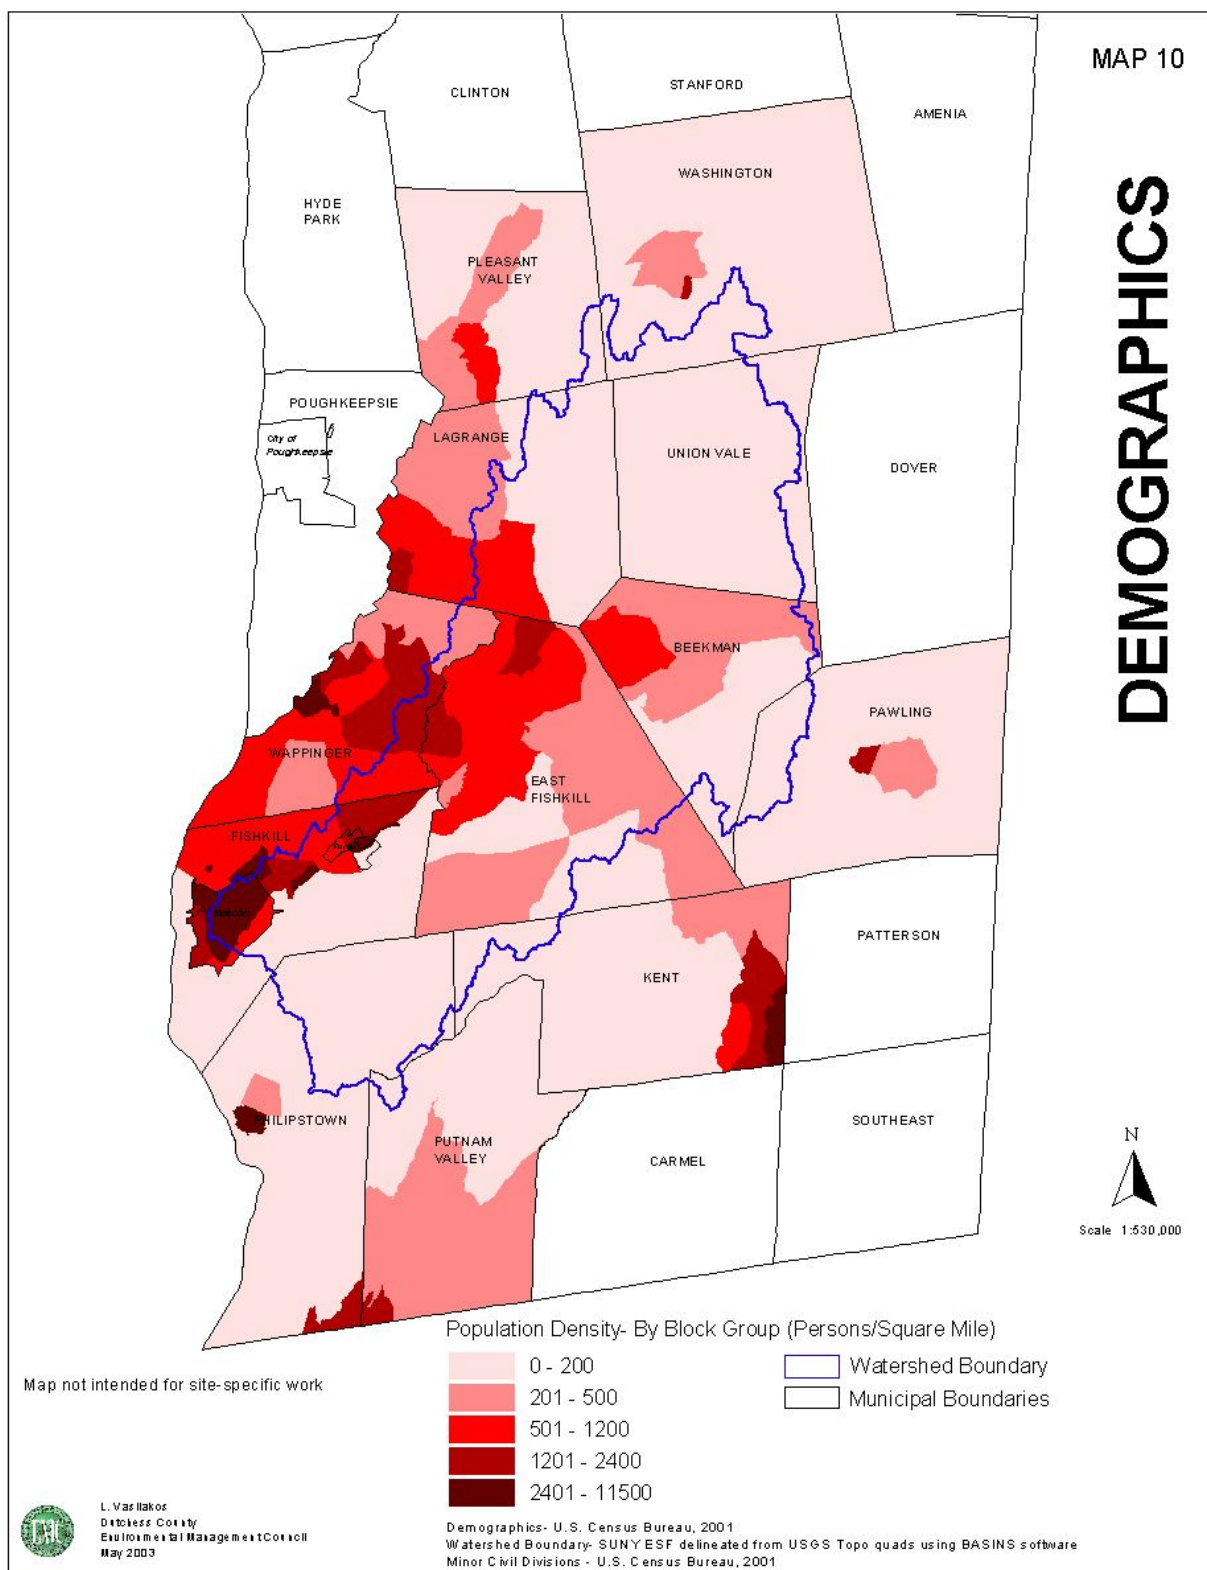 MAP 10
DEMOGRAPHICS
STANFORD
CLINTON
AMENIA
WASHINGTON
HYDE
PARK
PLEASANT
VALLEY
POUGHKEEPSIE
City of
Poughkeepsie
LAGRANGE
UNION VALE
DOVER
BEEKMAN
PAWLING
WAPPINGER
EAST
FISHKILL
FISHKILL
Beacon
PATTERSON
KENT
PHILIPSTOWN
PUTNAM
VALLEY
CARMEL
SOUTHEAST
N
Scale 1:530,000
Population Density- By Block Group (Persons/Square Mile)
0 - 200
201 - 500
501 - 1200
1201 - 2400
2401 - 11500
Watershed Boundary
Municipal Boundaries
Map not intended for site-specific work
L. Vasilakos
Dutchess County
Environmental Management Council
May 2003
Demographics- U.S. Census Bureau, 2001
Watershed Boundary- SUNY ESF delineated from USGS Topo quads using BASINS software
Minor Civil Divisions - U.S. Census Bureau, 2001